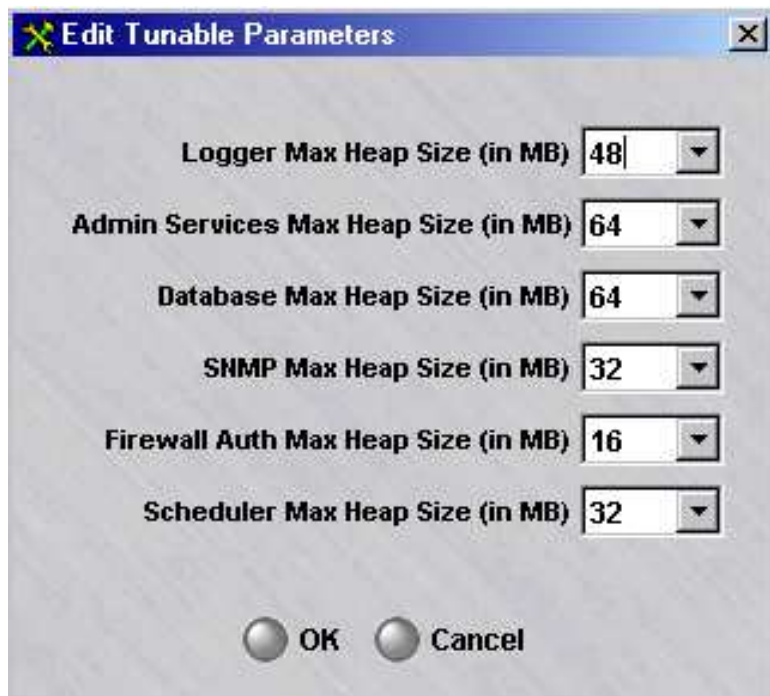 Edit Tunable Parameters
Logger Max Heap Size (in MB) 48
Admin Services Max Heap Size (in MB) 64
Database Max Heap Size (in MB) 64
SNMP Max Heap Size (in MB) 32
Firewall Auth Max Heap Size (in MB) 16
Scheduler Max Heap Size (in MB) 32
OK Cancel